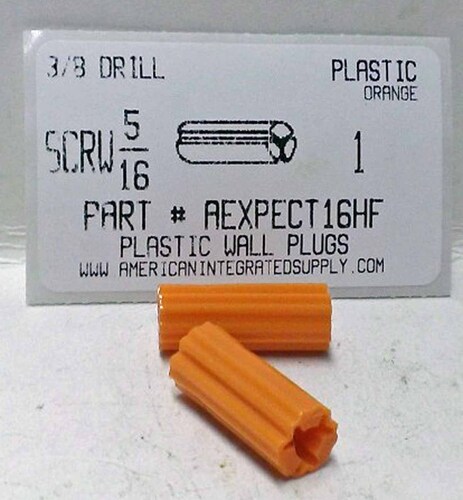 3/8 DRILL
PLASTIC
ORANGE
SCRW 5/16
1
PART # AEXPECT16HF
PLASTIC WALL PLUGS
WWW AMERICANINTEGRATEDSUPPLY.COM